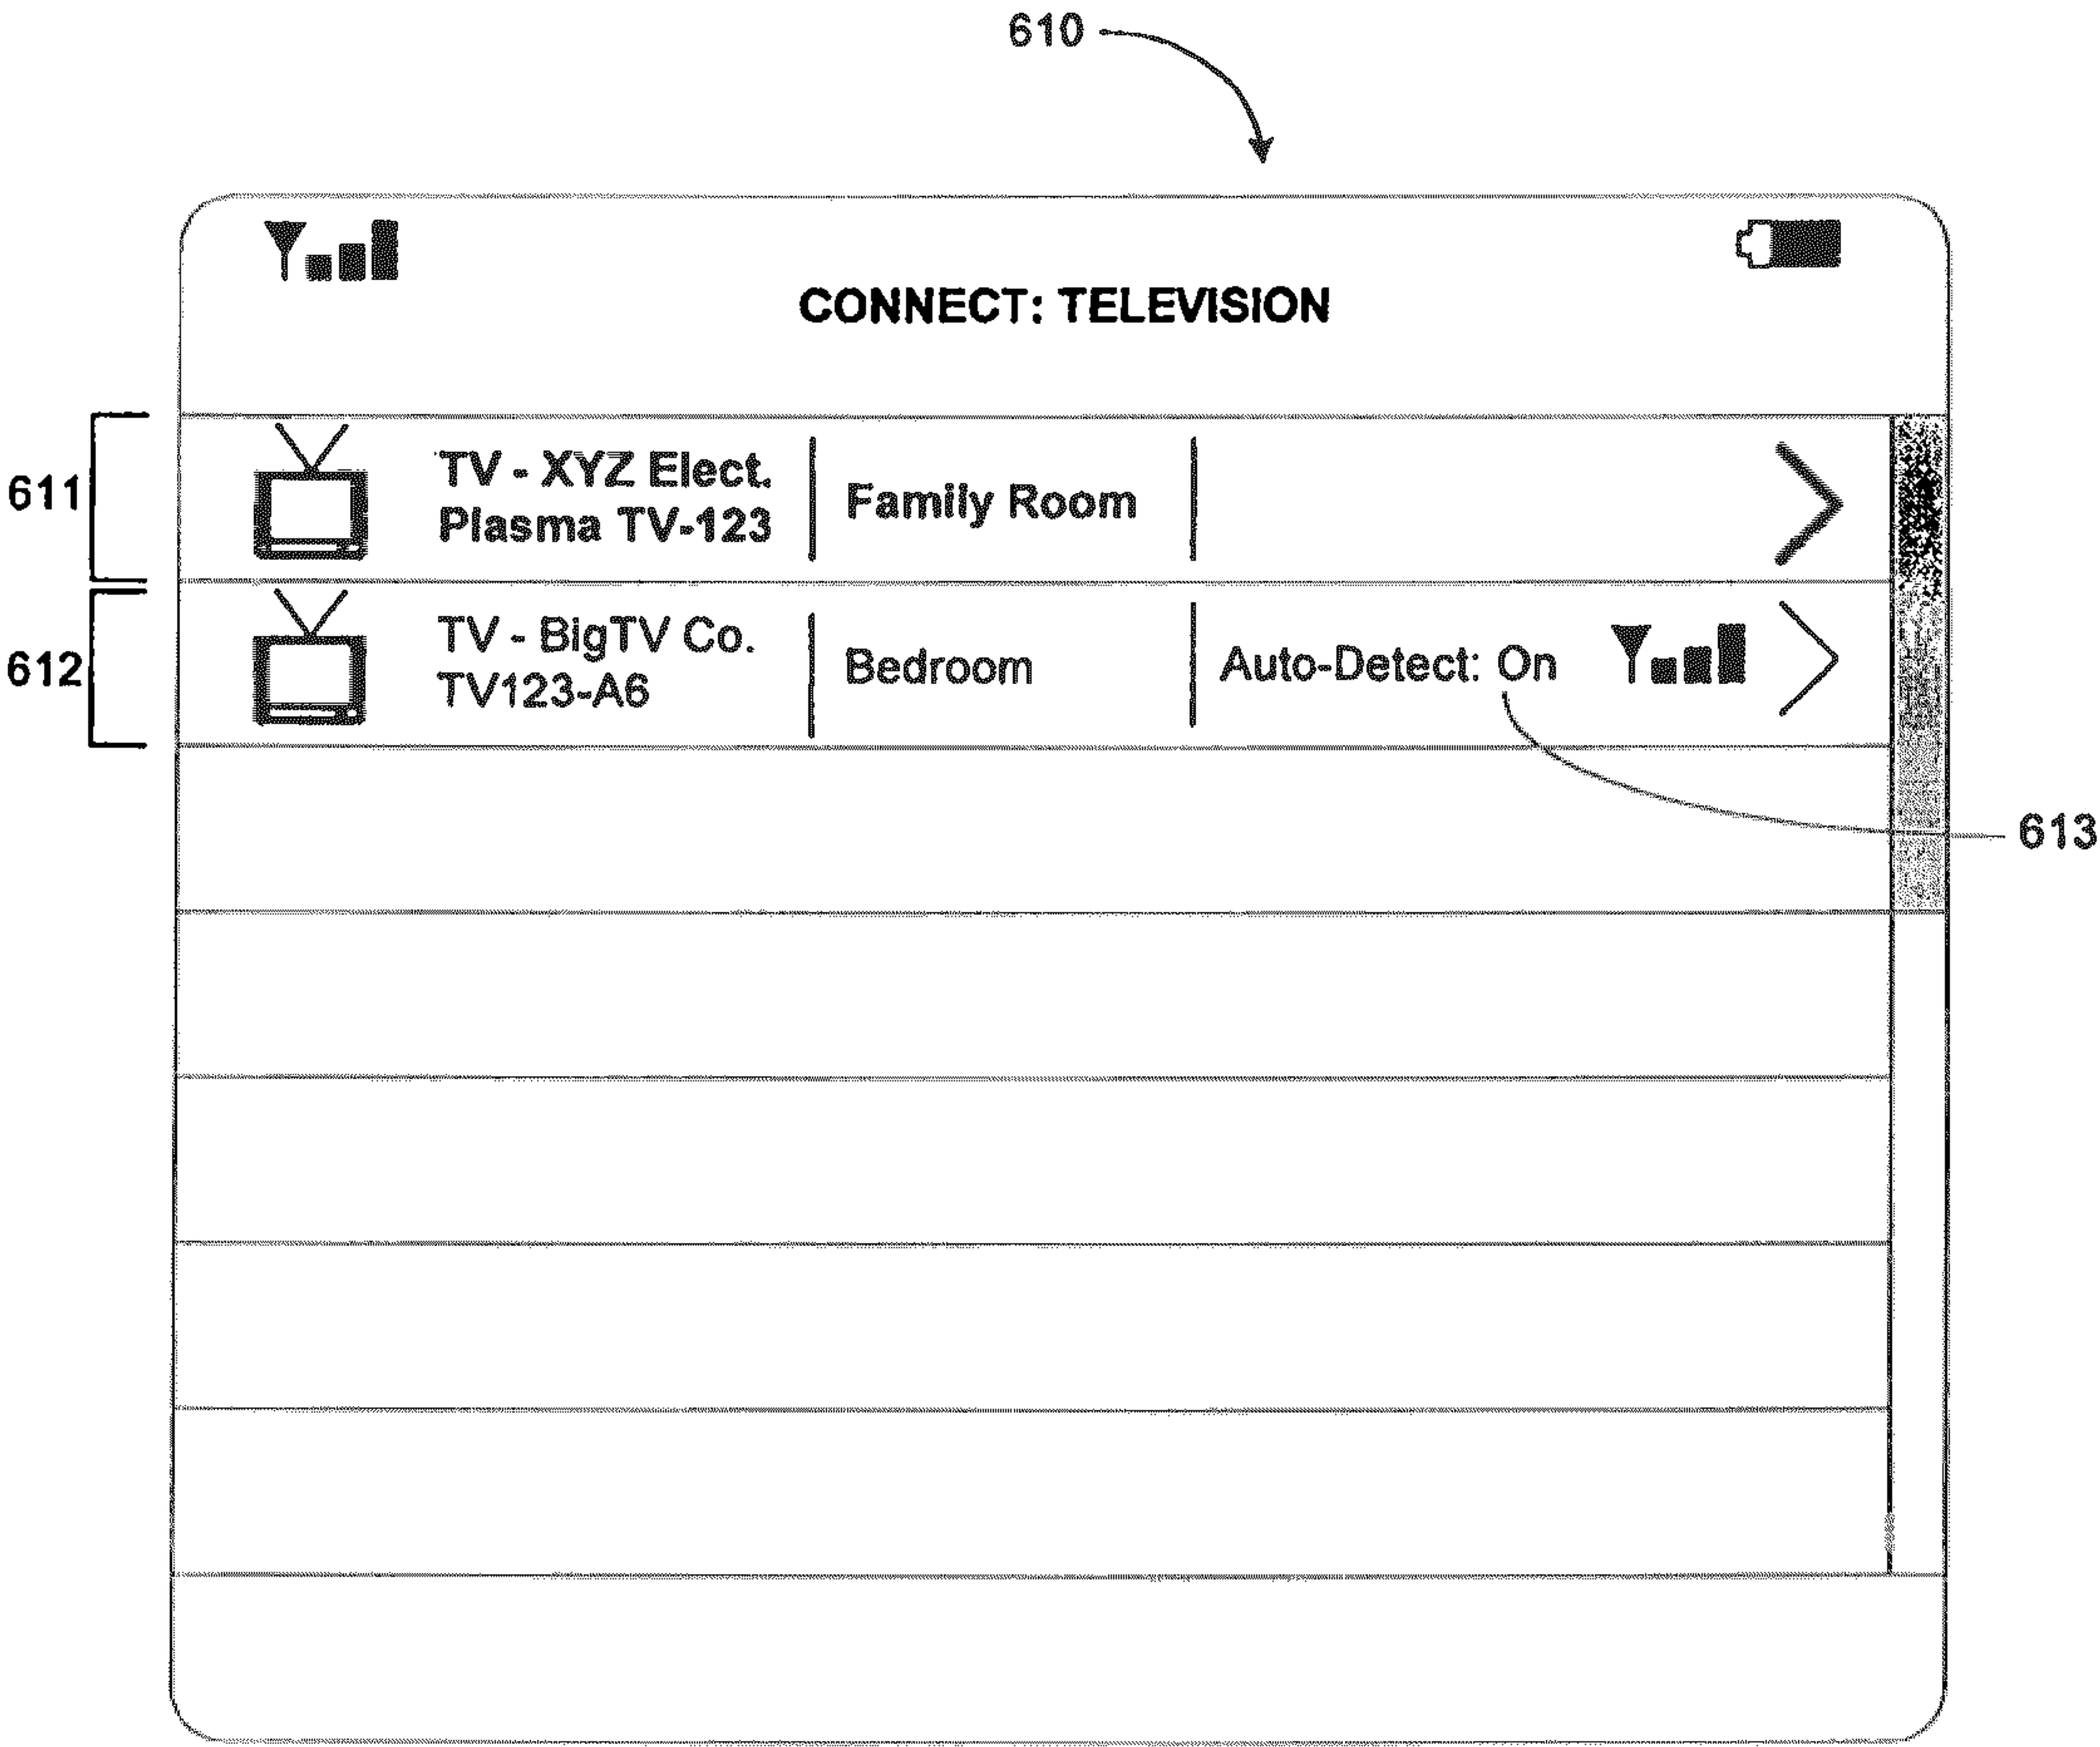 610
CONNECT: TELEVISION
611
TV - XYZ Elect.
Plasma TV-123
Family Room
612
TV - BigTV Co.
TV123-A6
Bedroom
Auto-Detect: On
613